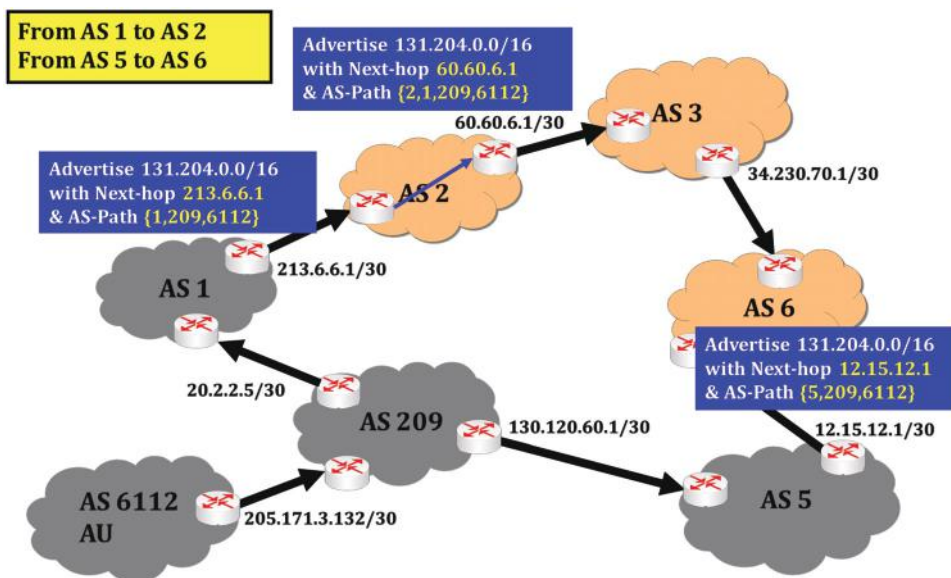 From AS 1 to AS 2
From AS 5 to AS 6
Advertise 131.204.0.0/16
with Next-hop 60.60.6.1
& AS-Path {2,1,209,6112}
60.60.6.1/30
AS 3
Advertise 131.204.0.0/16
with Next-hop 213.6.6.1
& AS-Path {1,209,6112}
AS 2
34.230.70.1/30
213.6.6.1/30
AS 1
AS 6
Advertise 131.204.0.0/16
with Next-hop 12.15.12.1
& AS-Path {5,209,6112}
20.2.2.5/30
AS 209
130.120.60.1/30
12.15.12.1/30
AS 6112
AU
205.171.3.132/30
AS 5